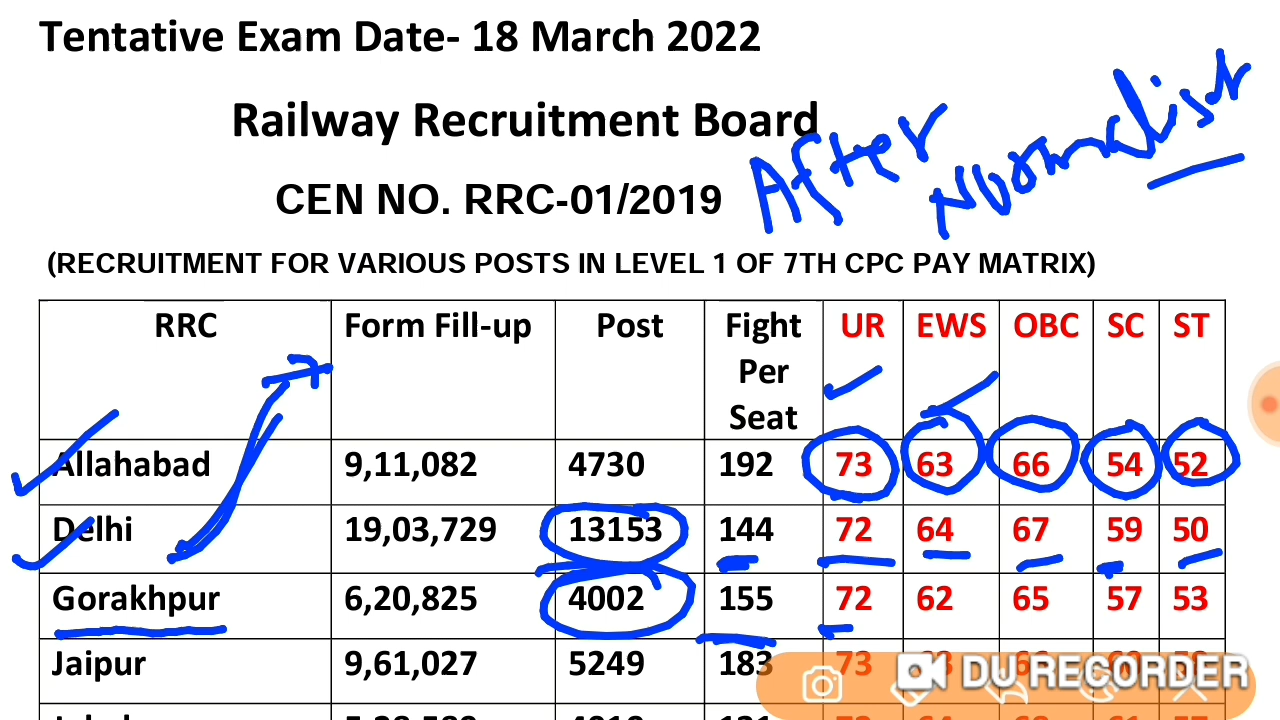 Tentative Exam Date- 18 March 2022
Railway Recruitment Board
After
CEN NO. RRC-01/2019
(RECRUITMENT FOR VARIOUS POSTS IN LEVEL 1 OF 7TH CPC PAY MATRIX)
RRC Form Fill-up Post Fight Per Seat UR EWS OBC SC ST
Allahabad 9,11,082 4730 192 73 63 66 54 52
Delhi 19,03,729 13153 144 72 64 67 59 50
Gorakhpur 6,20,825 4002 155 72 62 65 57 53
Jaipur 9,61,027 5249 183 73
DU RECORDER